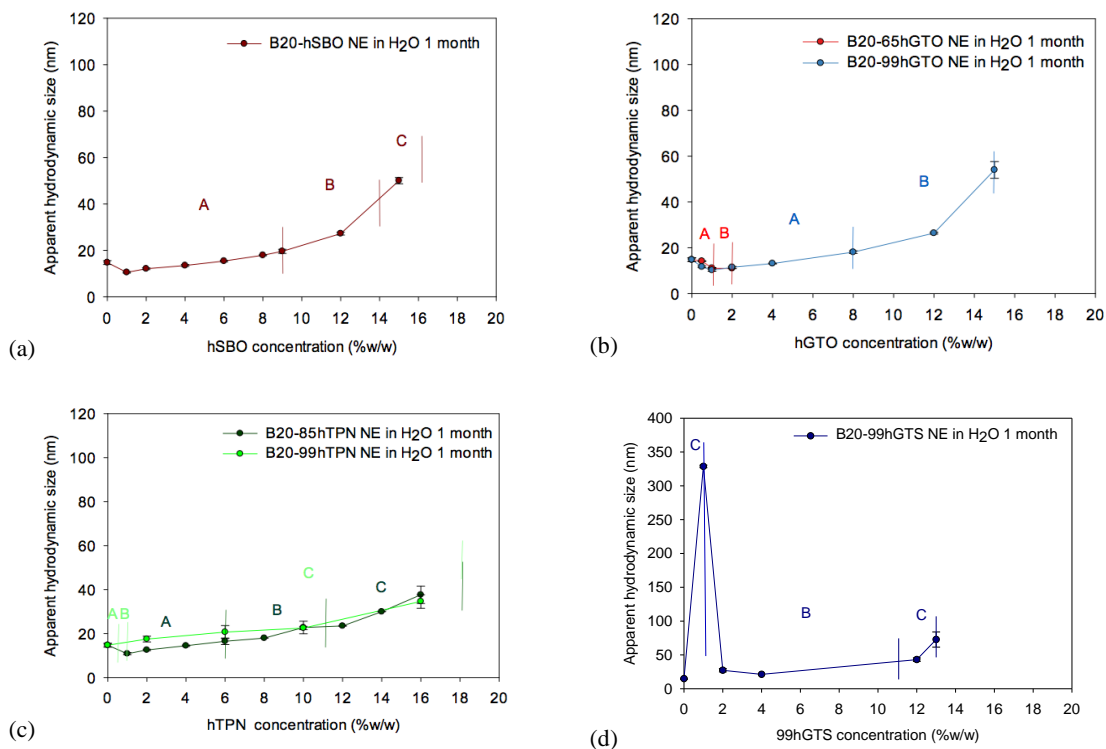 120
100
80
60
40
20
0
Apparent hydrodynamic size (nm)
B20-hSBO NE in H2O 1 month
A
B
C
0 2 4 6 8 10 12 14 16 18 20
hSBO concentration (%w/w)
(a)
120
100
80
60
40
20
0
Apparent hydrodynamic size (nm)
B20-65hGTO NE in H2O 1 month
B20-99hGTO NE in H2O 1 month
A B
A
B
0 2 4 6 8 10 12 14 16 18 20
hGTO concentration (%w/w)
(b)
120
100
80
60
40
20
0
Apparent hydrodynamic size (nm)
B20-85hTPN NE in H2O 1 month
B20-99hTPN NE in H2O 1 month
A B
A
B
C
C
0 2 4 6 8 10 12 14 16 18 20
hTPN concentration (%w/w)
(c)
400
350
300
250
200
150
100
50
0
Apparent hydrodynamic size (nm)
B20-99hGTS NE in H2O 1 month
C
B
C
0 2 4 6 8 10 12 14 16 18 20
99hGTS concentration (%w/w)
(d)